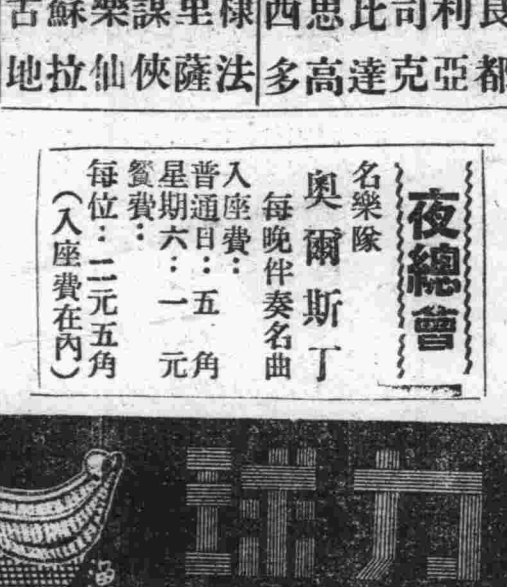 良都
利亞
司克
比達
思高
西多
棣法
里薩
謀俠
樂仙
蘇拉
古地
夜總會
名樂隊
奧爾斯丁
每晚伴奏名曲
入座費：
普通日：五角
星期六：一元
餐費：
每位：二元五角
（入座費在內）
力